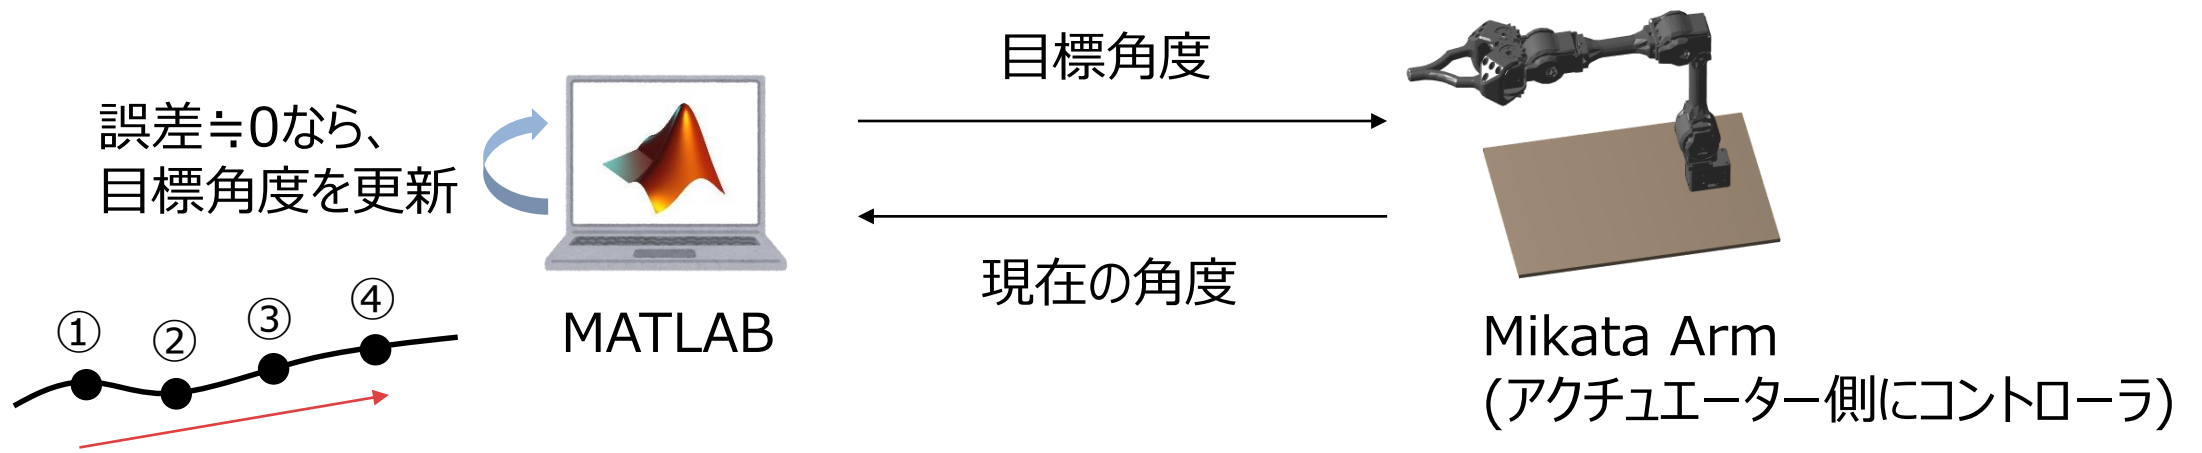 誤差≒0なら、
目標角度を更新
①
②
③
④
MATLAB
目標角度
現在の角度
Mikata Arm
(アクチュエーター側にコントローラ)